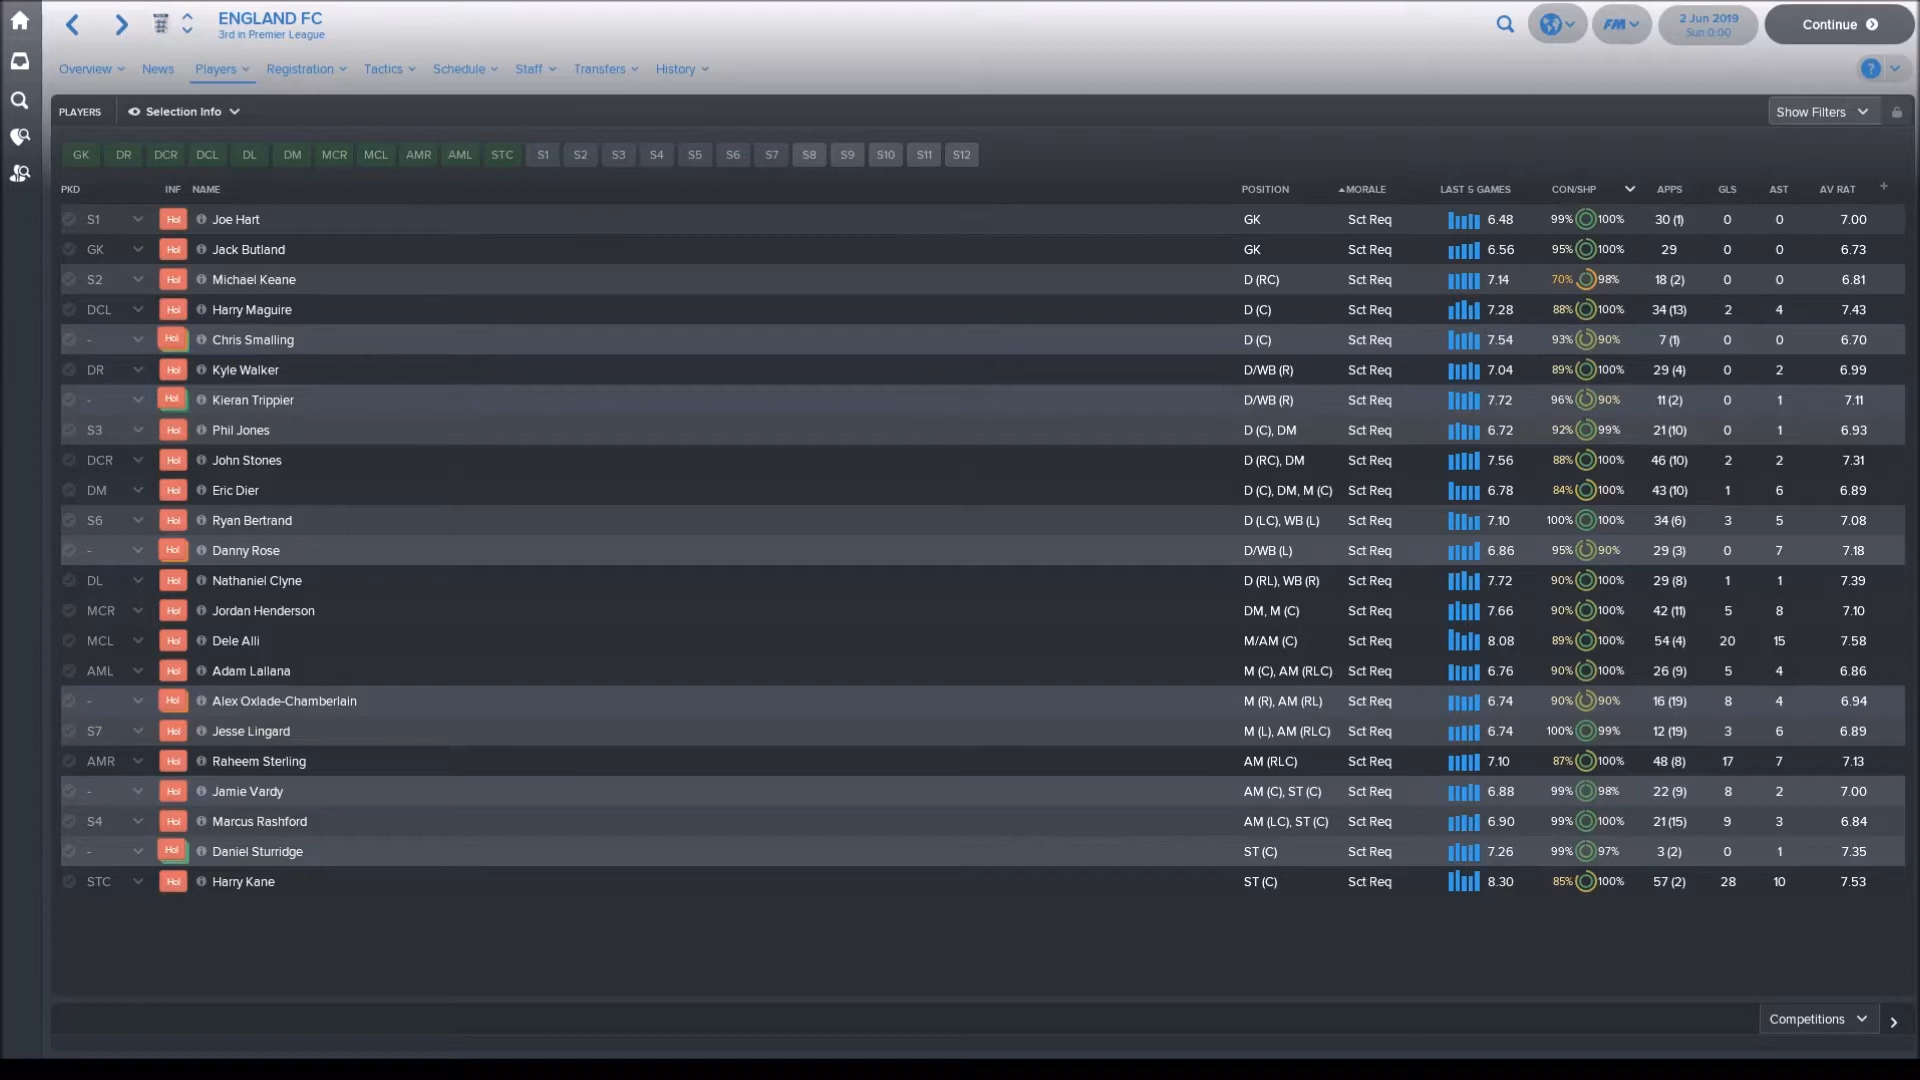 ENGLAND FC
3rd in Premier League
FM
2 Jun 2019
Sun 0:00
Continue
Overview News Players Registration Tactics Schedule Staff Transfers History ?
PLAYERS Selection Info Show Filters
GK DR DCR DCL DL DM MCR MCL AMR AML STC S1 S2 S3 S4 S5 S6 S7 S8 S9 S10 S11 S12
PKD INF NAME POSITION MORALE LAST 5 GAMES CON/SHP APPS GLS AST AV RAT +
S1 Hol Joe Hart GK Sct Req 6.48 99% 100% 30 (1) 0 0 7.00
GK Hol Jack Butland GK Sct Req 6.56 95% 100% 29 0 0 6.73
S2 Hol Michael Keane D (RC) Sct Req 7.14 70% 98% 18 (2) 0 0 6.81
DCL Hol Harry Maguire D (C) Sct Req 7.28 88% 100% 34 (13) 2 4 7.43
- Hol Chris Smalling D (C) Sct Req 7.54 93% 90% 7 (1) 0 0 6.70
DR Hol Kyle Walker D/WB (R) Sct Req 7.04 89% 100% 29 (4) 0 2 6.99
- Hol Kieran Trippier D/WB (R) Sct Req 7.72 96% 90% 11 (2) 0 1 7.11
S3 Hol Phil Jones D (C), DM Sct Req 6.72 92% 99% 21 (10) 0 1 6.93
DCR Hol John Stones D (RC), DM Sct Req 7.56 88% 100% 46 (10) 2 2 7.31
DM Hol Eric Dier D (C), DM, M (C) Sct Req 6.78 84% 100% 43 (10) 1 6 6.89
S6 Hol Ryan Bertrand D (LC), WB (L) Sct Req 7.10 100% 100% 34 (6) 3 5 7.08
- Hol Danny Rose D/WB (L) Sct Req 6.86 95% 90% 29 (3) 0 7 7.18
DL Hol Nathaniel Clyne D (RL), WB (R) Sct Req 7.72 90% 100% 29 (8) 1 1 7.39
MCR Hol Jordan Henderson DM, M (C) Sct Req 7.66 90% 100% 42 (11) 5 8 7.10
MCL Hol Dele Alli M/AM (C) Sct Req 8.08 89% 100% 54 (4) 20 15 7.58
AML Hol Adam Lallana M (C), AM (RLC) Sct Req 6.76 90% 100% 26 (9) 5 4 6.86
- Hol Alex Oxlade-Chamberlain M (R), AM (RL) Sct Req 6.74 90% 90% 16 (19) 8 4 6.94
S7 Hol Jesse Lingard M (L), AM (RLC) Sct Req 6.74 100% 99% 12 (19) 3 6 6.89
AMR Hol Raheem Sterling AM (RLC) Sct Req 7.10 87% 100% 48 (8) 17 7 7.13
- Hol Jamie Vardy AM (C), ST (C) Sct Req 6.88 99% 98% 22 (9) 8 2 7.00
S4 Hol Marcus Rashford AM (LC), ST (C) Sct Req 6.90 99% 100% 21 (15) 9 3 6.84
- Hol Daniel Sturridge ST (C) Sct Req 7.26 99% 97% 3 (2) 0 1 7.35
STC Hol Harry Kane ST (C) Sct Req 8.30 85% 100% 57 (2) 28 10 7.53
Competitions